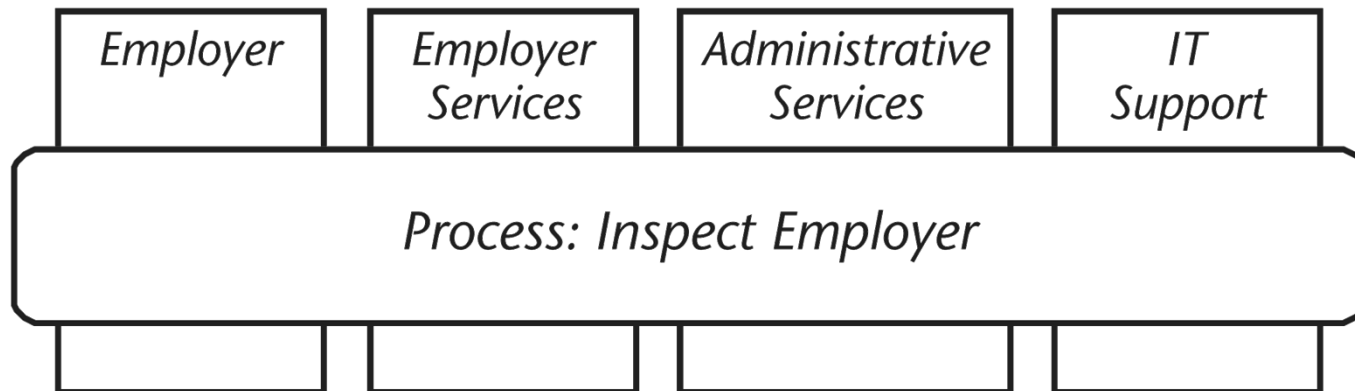 Employer
Employer
Services
Administrative
Services
IT
Support
Process: Inspect Employer